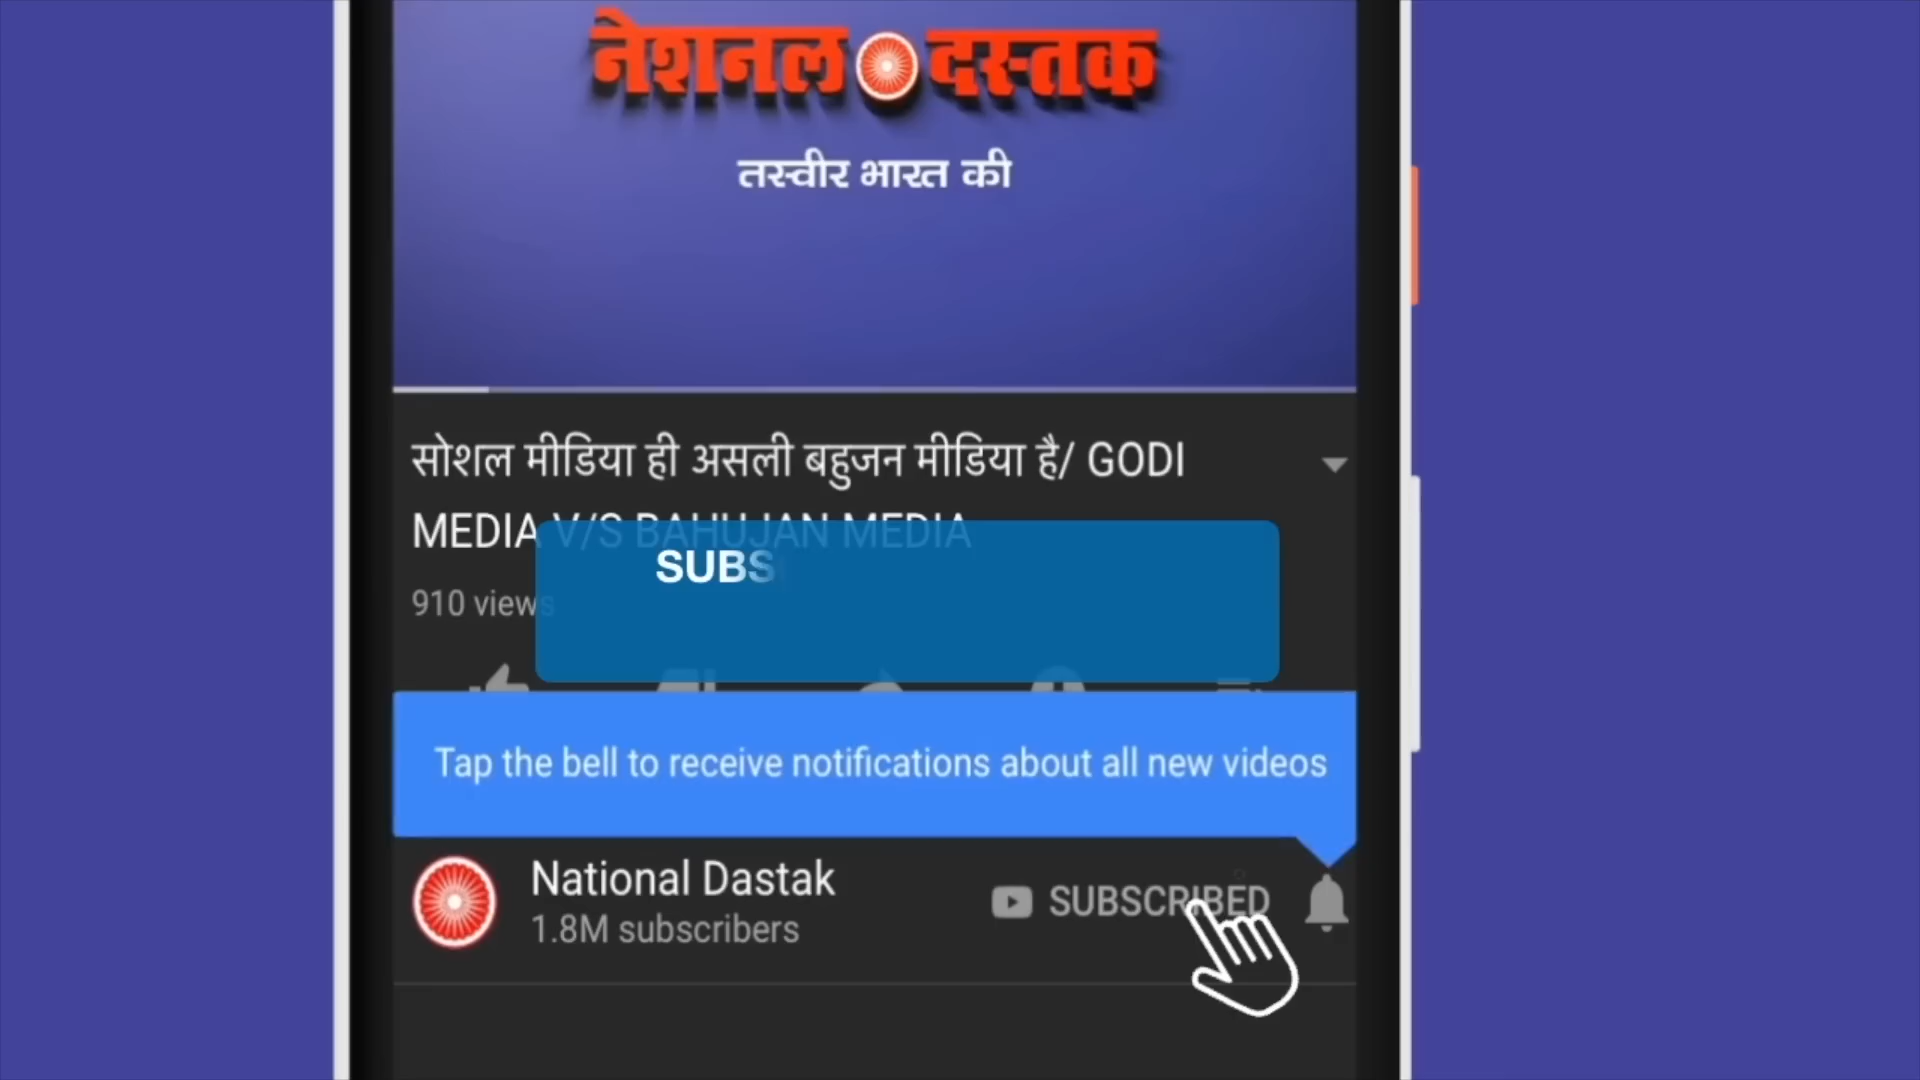 नेशनल दस्तक
तस्वीर भारत की
सोशल मीडिया ही असली बहुजन मीडिया है/ GODI
MEDIA V/S BAHUJAN MEDIA
SUBS
910 views
Tap the bell to receive notifications about all new videos
National Dastak
SUBSCRIBED
1.8M subscribers